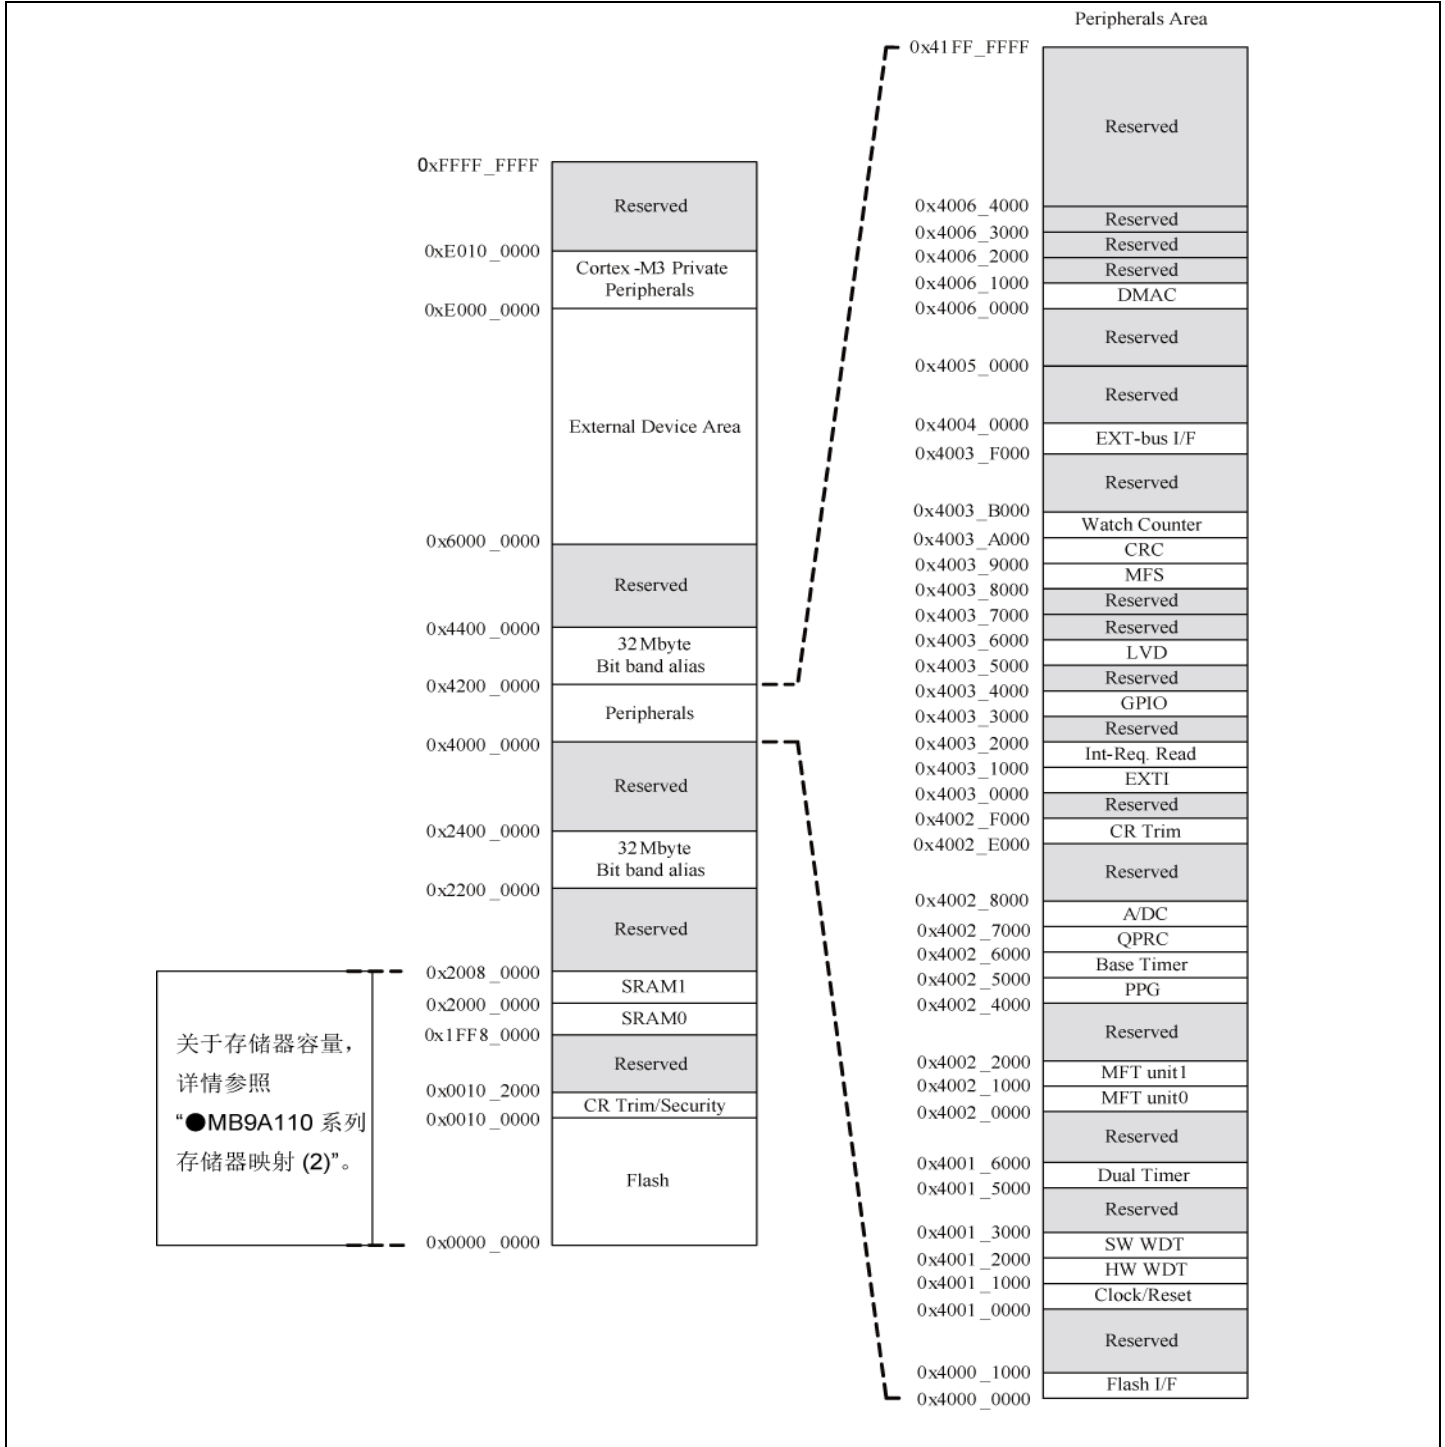 Peripherals Area
0x41FF_FFFF
Reserved
0x4006_4000
Reserved
0x4006_3000
Reserved
0x4006_2000
Reserved
0x4006_1000
DMAC
0x4006_0000
Reserved
0x4005_0000
Reserved
0x4004_0000
EXT-bus I/F
0x4003_F000
Reserved
0x4003_B000
Watch Counter
0x4003_A000
CRC
0x4003_9000
MFS
0x4003_8000
Reserved
0x4003_7000
Reserved
0x4003_6000
LVD
0x4003_5000
Reserved
0x4003_4000
GPIO
0x4003_3000
Reserved
0x4003_2000
Int-Req. Read
0x4003_1000
EXTI
0x4003_0000
Reserved
0x4002_F000
CR Trim
0x4002_E000
Reserved
0x4002_8000
A/DC
0x4002_7000
QPRC
0x4002_6000
Base Timer
0x4002_5000
PPG
0x4002_4000
Reserved
0x4002_2000
MFT unit1
0x4002_1000
MFT unit0
0x4002_0000
Reserved
0x4001_6000
Dual Timer
0x4001_5000
Reserved
0x4001_3000
SW WDT
0x4001_2000
HW WDT
0x4001_1000
Clock/Reset
0x4001_0000
Reserved
0x4000_1000
Flash I/F
0x4000_0000
0xFFFF_FFFF
Reserved
0xE010_0000
Cortex-M3 Private
Peripherals
0xE000_0000
External Device Area
0x6000_0000
Reserved
0x4400_0000
32Mbyte
Bit band alias
0x4200_0000
Peripherals
0x4000_0000
Reserved
0x2400_0000
32Mbyte
Bit band alias
0x2200_0000
Reserved
0x2008_0000
SRAM1
0x2000_0000
SRAM0
0x1FF8_0000
Reserved
0x0010_2000
CR Trim/Security
0x0010_0000
Flash
0x0000_0000
关于存储器容量，
详情参照
“●MB9A110 系列
存储器映射 (2)”。